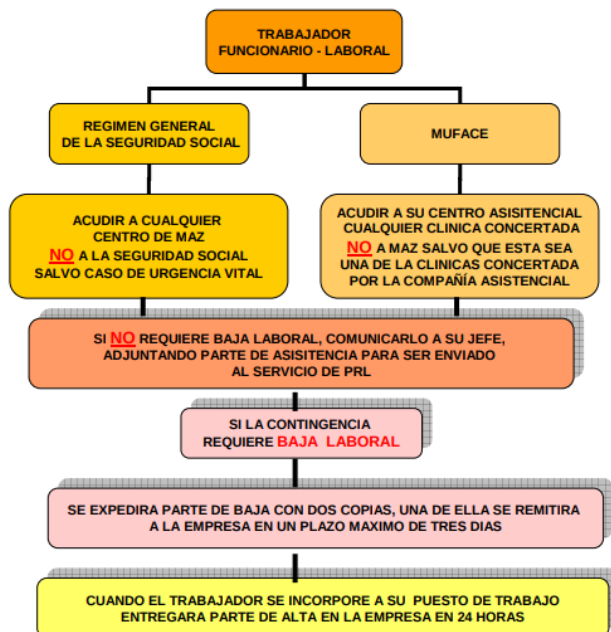 TRABAJADOR
FUNCIONARIO - LABORAL
REGIMEN GENERAL
DE LA SEGURIDAD SOCIAL
MUFACE
ACUDIR A CUALQUIER
CENTRO DE MAZ
NO A LA SEGURIDAD SOCIAL
SALVO CASO DE URGENCIA VITAL
ACUDIR A SU CENTRO ASISITENCIAL
CUALQUIER CLINICA CONCERTADA
NO A MAZ SALVO QUE ESTA SEA
UNA DE LA CLINICAS CONCERTADA
POR LA COMPAÑÍA ASISTENCIAL
SI NO REQUIERE BAJA LABORAL, COMUNICARLO A SU JEFE,
ADJUNTANDO PARTE DE ASISITENCIA PARA SER ENVIADO
AL SERVICIO DE PRL
SI LA CONTINGENCIA
REQUIERE BAJA LABORAL
SE EXPEDIRA PARTE DE BAJA CON DOS COPIAS, UNA DE ELLA SE REMITIRA
A LA EMPRESA EN UN PLAZO MAXIMO DE TRES DIAS
CUANDO EL TRABAJADOR SE INCORPORE A SU PUESTO DE TRABAJO
ENTREGARA PARTE DE ALTA EN LA EMPRESA EN 24 HORAS